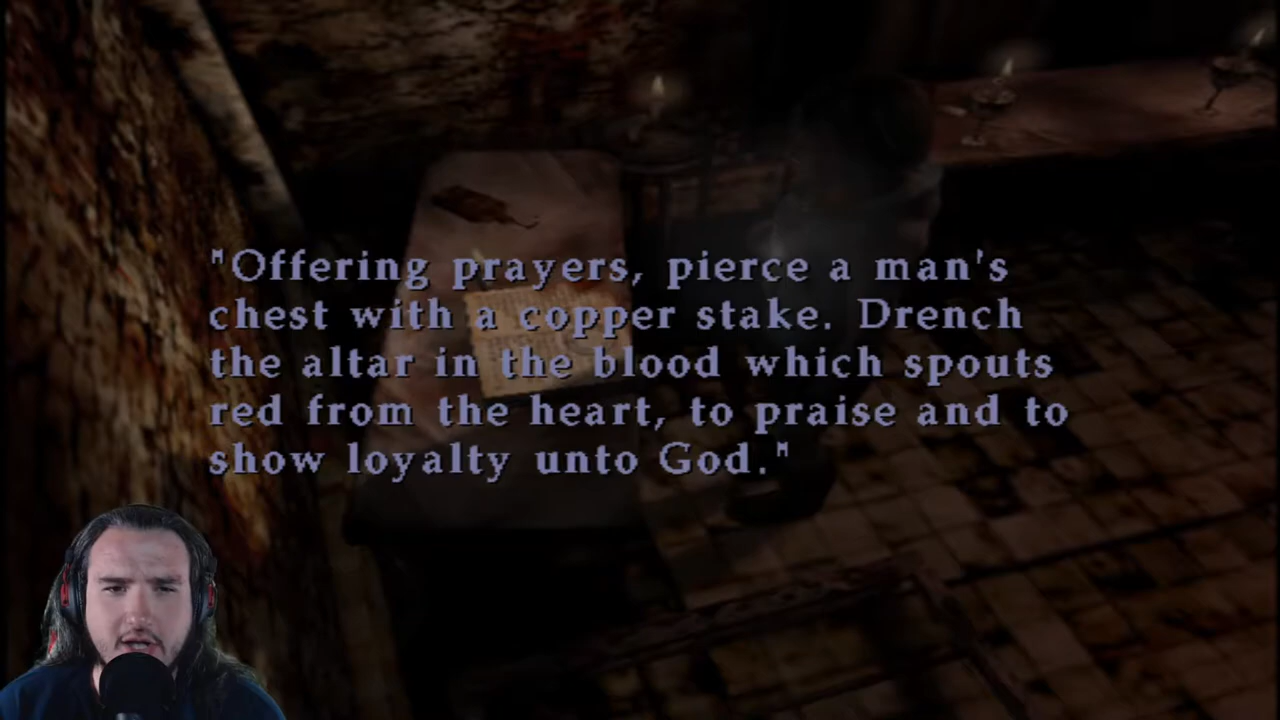 "Offering prayers, pierce a man's
chest with a copper stake. Drench
the altar in the blood which spouts
red from the heart, to praise and to
show loyalty unto God."